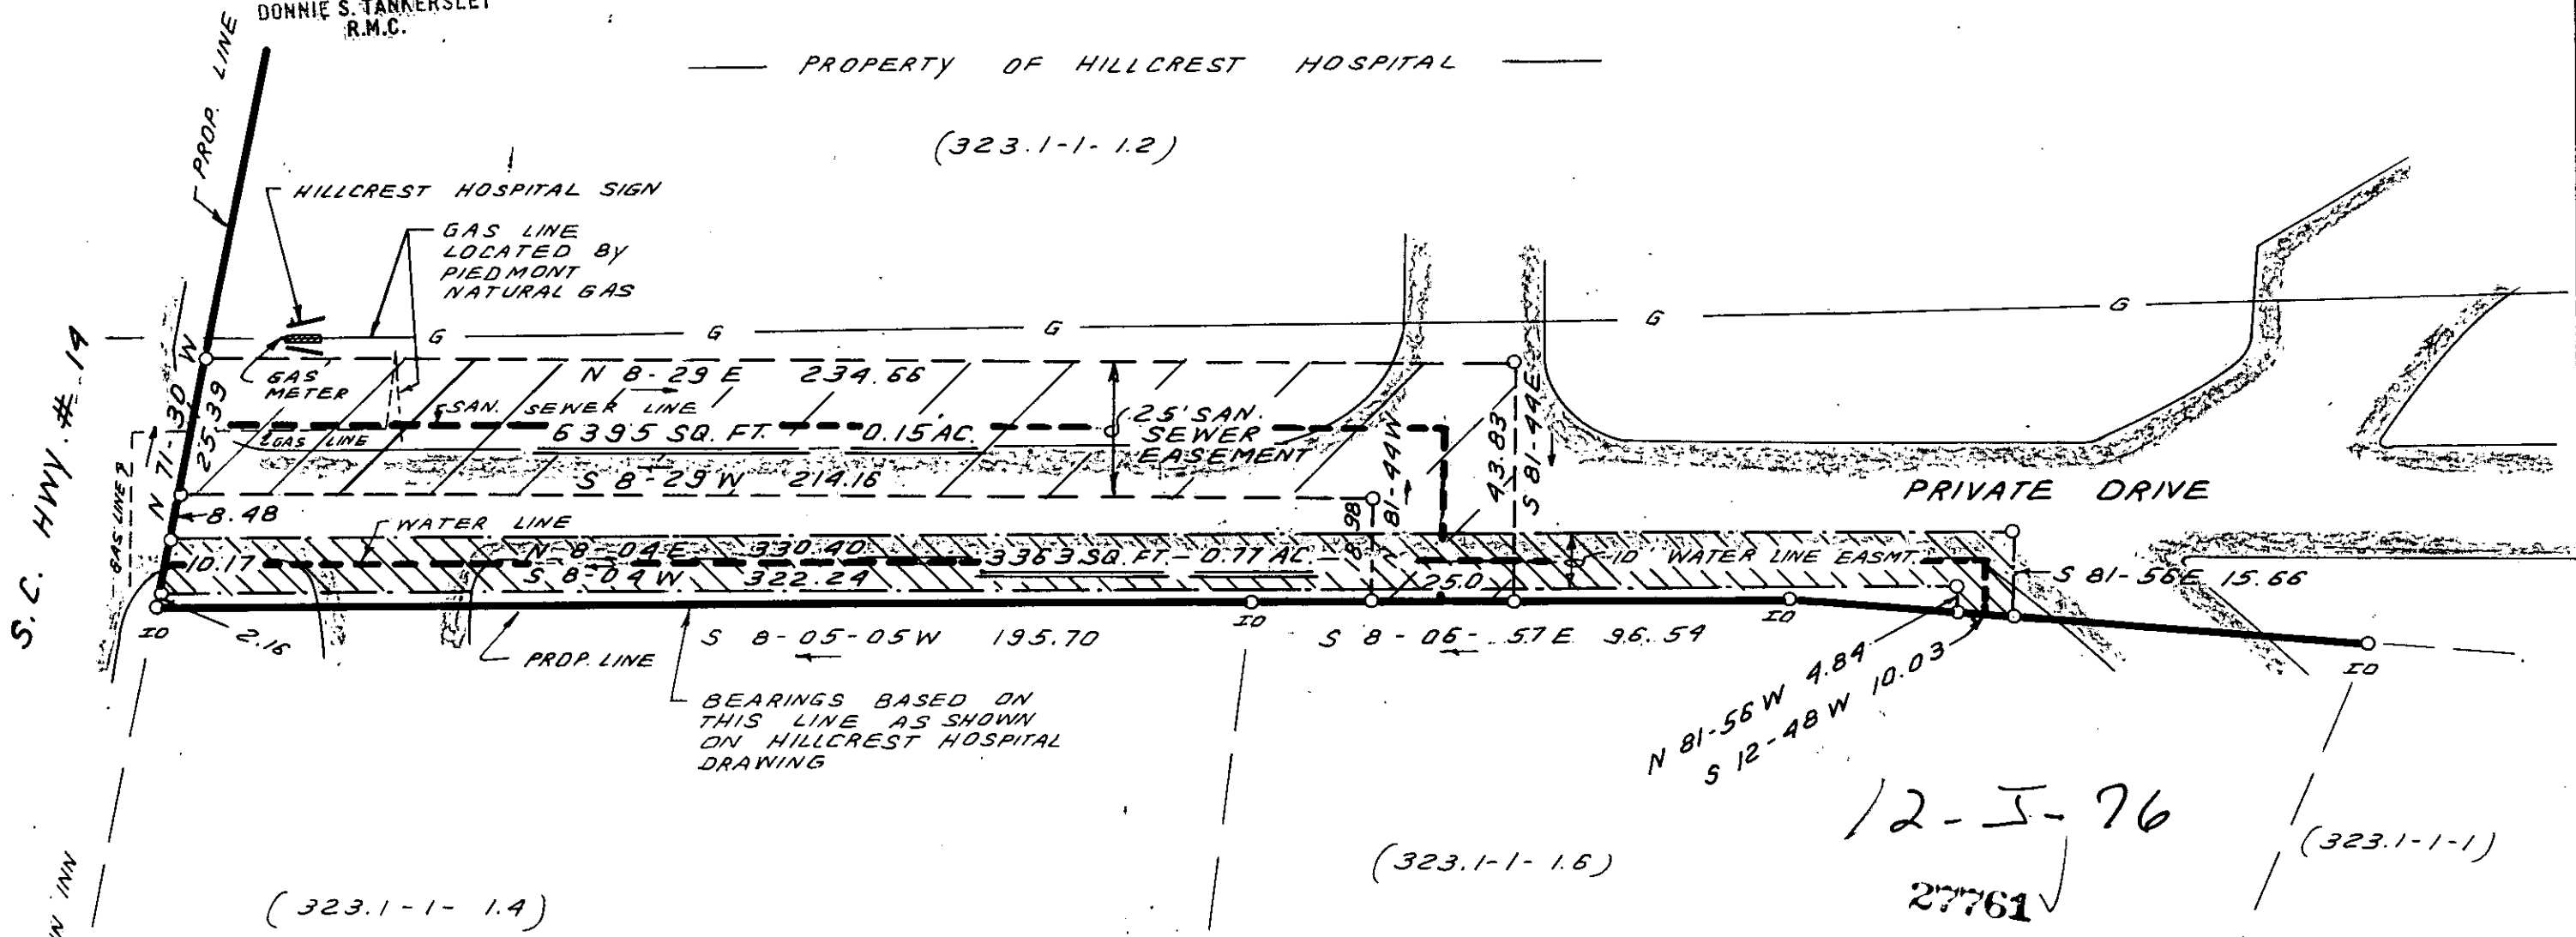 DONNIE S. TANKERSLEY
R.M.C.
PROP. LINE
PROPERTY OF HILLCREST HOSPITAL
(323.1-1-1.2)
HILLCREST HOSPITAL SIGN
GAS LINE
LOCATED BY
PIEDMONT
NATURAL GAS
S.C. HWY. # 14
G G G G G
GAS
METER
N 8-29 E 234.66
N 71-30 W
25.39
SAN. SEWER LINE
GAS LINE
6395 SQ. FT. 0.15 AC.
25' SAN.
SEWER
EASEMENT
S 8-29 W 214.16
43.83
S 81-44 E
N 81-44 W
18.98
PRIVATE DRIVE
GAS LINE ?
8.48
WATER LINE
10.17
N 8-04 E 330.40
3363 SQ. FT. - 0.77 AC.
10' WATER LINE EASMT.
S 8-04 W 322.24
250
S 81-56 E 15.66
IO
2.16
PROP. LINE
S 8-05-05 W 195.70
IO
S 8-06-57 E 96.54
IO
IO
BEARINGS BASED ON
THIS LINE AS SHOWN
ON HILLCREST HOSPITAL
DRAWING
N 81-56 W 4.84
S 12-48 W 10.03
12-I-76
(323.1-1-1.4)
(323.1-1-1.6)
(323.1-1-1)
27761
INN